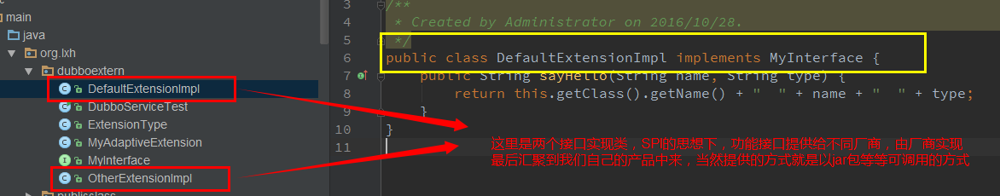 main
java
org.lxh
dubboextern
DefaultExtensionImpl
DubboServiceTest
ExtensionType
MyAdaptiveExtension
MyInterface
OtherExtensionImpl
3 /**
4 * Created by Administrator on 2016/10/28.
5 */
6 public class DefaultExtensionImpl implements MyInterface {
7 public String sayHello(String name, String type) {
8 return this.getClass().getName() + "  " + name + "  " + type;
9 }
10 }
11
这里是两个接口实现类，SPI的思想下，功能接口提供给不同厂商，由厂商实现
最后汇聚到我们自己的产品中来，当然提供的方式就是以jar包等等可调用的方式